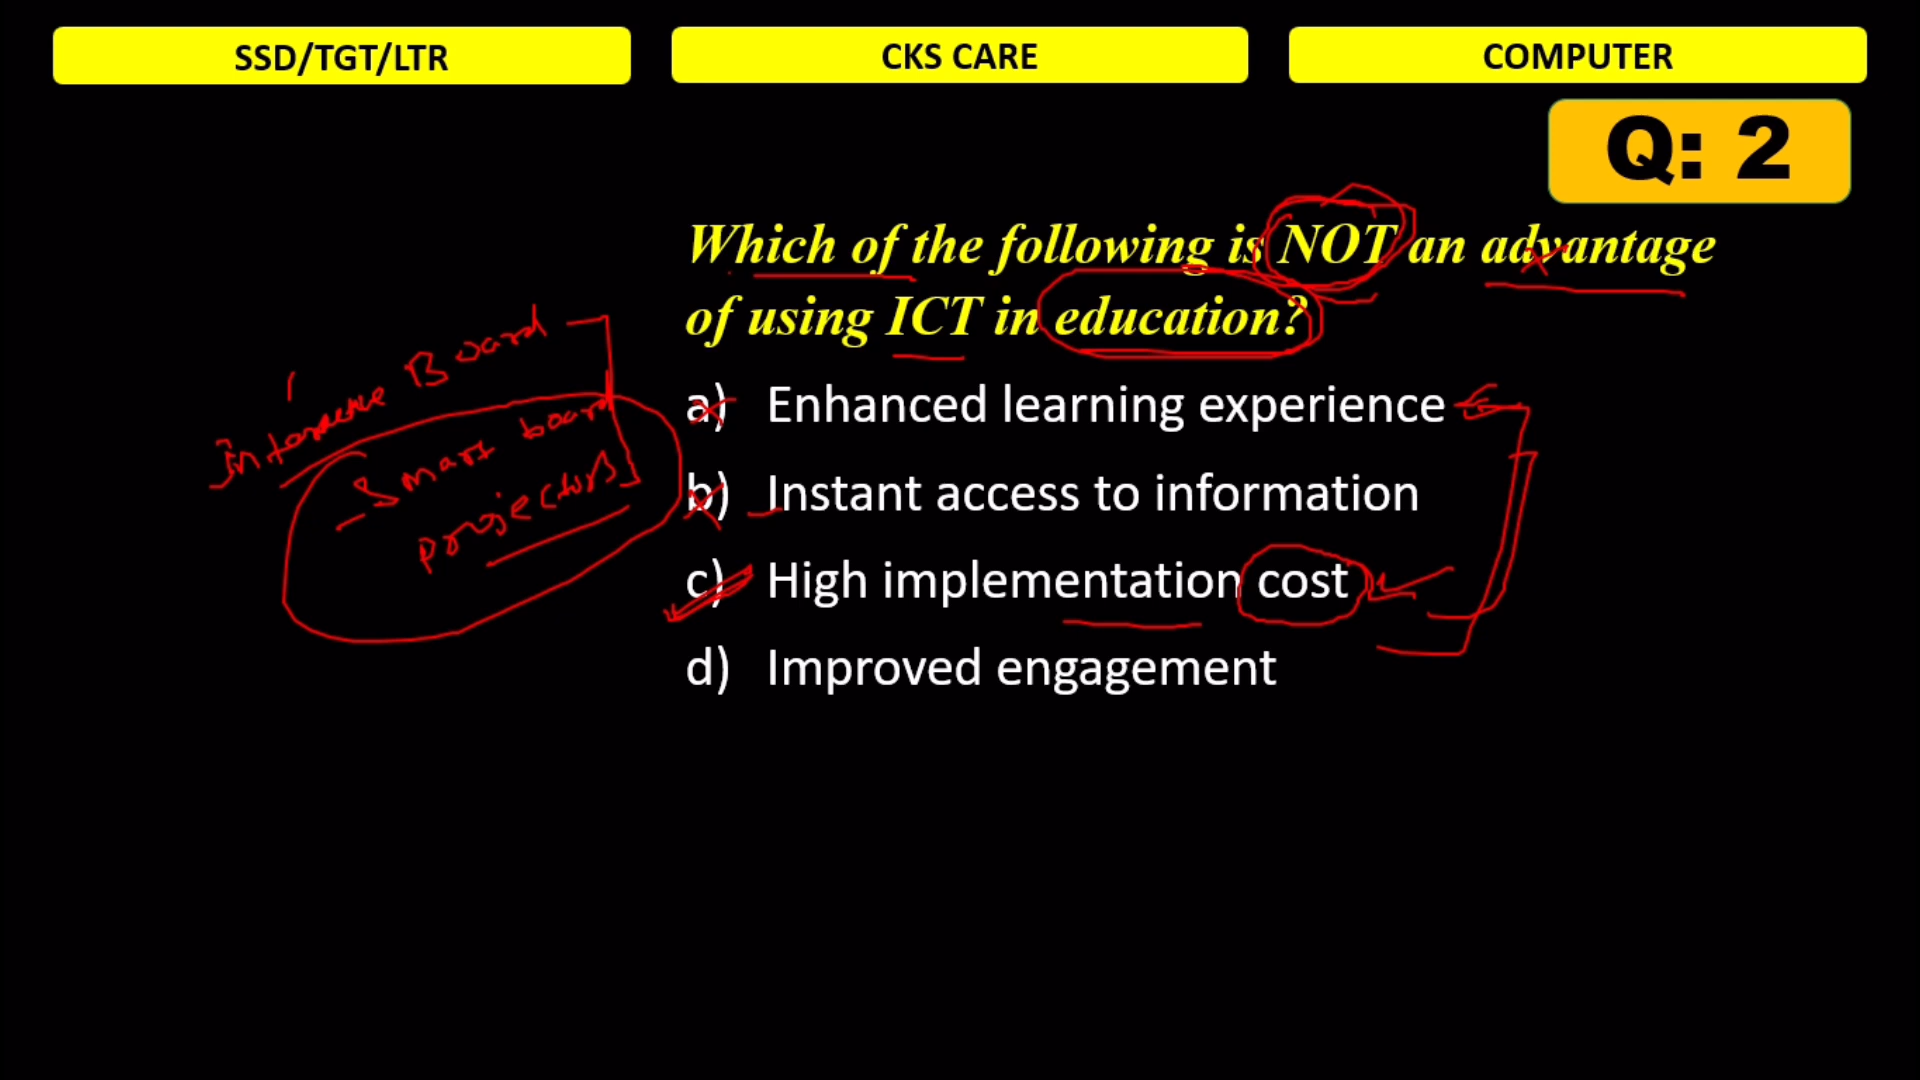 SSD/TGT/LTR
CKS CARE
COMPUTER
Q: 2
Which of the following is NOT an advantage
of using ICT in education?
a) Enhanced learning experience
b) Instant access to information
c) High implementation cost
d) Improved engagement
Board
Smart board
projectors